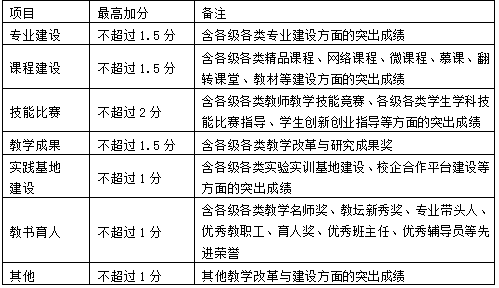 项目 最高加分 备注
专业建设 不超过 1.5 分 含各级各类专业建设方面的突出成绩
课程建设 不超过 1.5 分 含各级各类精品课程、网络课程、微课程、慕课、翻
转课堂、教材等建设方面的突出成绩
技能比赛 不超过 2 分 含各级各类教师教学技能竞赛、各级各类学生学科技
能比赛指导、学生创新创业指导等方面的突出成绩
教学成果 不超过 1.5 分 含各级各类教学改革与研究成果奖
实践基地
建设 不超过 1 分 含各级各类实验实训基地建设、校企合作平台建设等
方面的突出成绩
教书育人 不超过 1 分 含各级各类教学名师奖、教坛新秀奖、专业带头人、
优秀教职工、育人奖、优秀班主任、优秀辅导员等先
进荣誉
其他 不超过 1 分 其他教学改革与建设方面的突出成绩